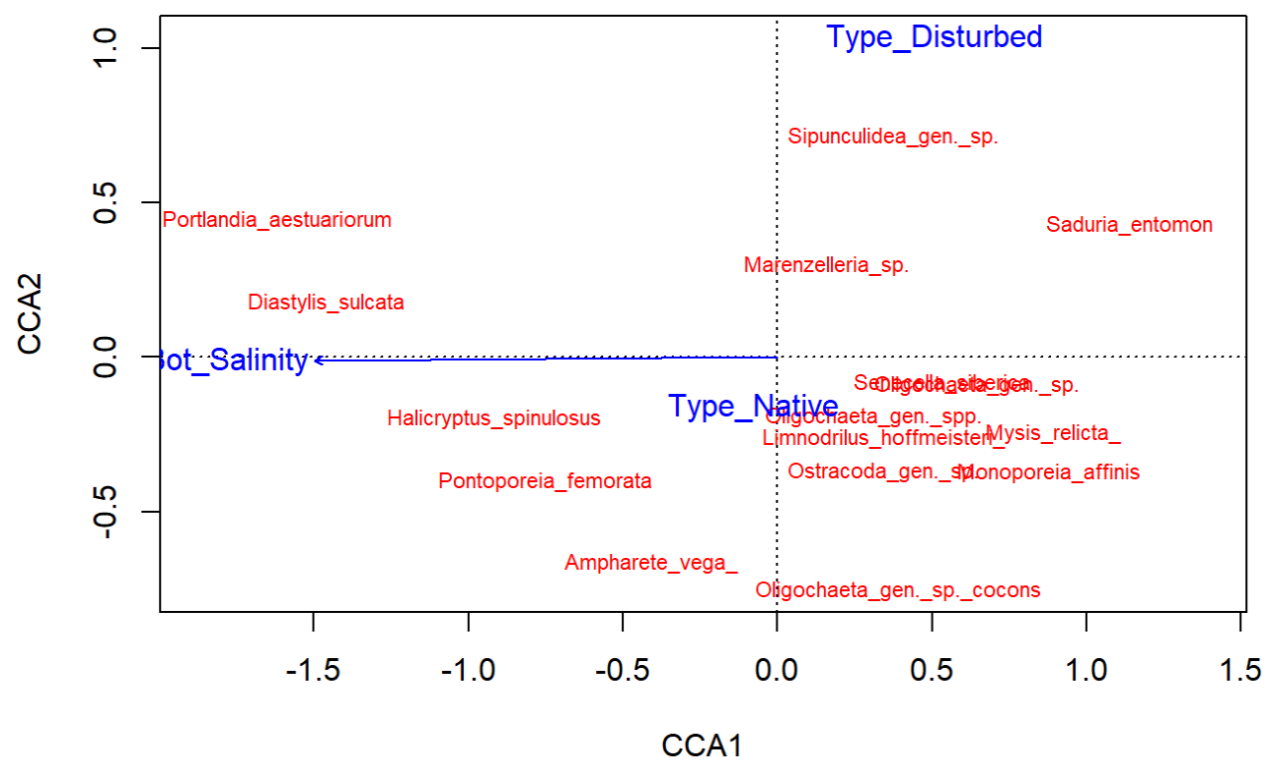 Type_Disturbed
1.0
Sipunculidea_gen._sp.
0.5
Portlandia_aestuariorum
Saduria_entomon
Marenzelleria_sp.
Diastylis_sulcata
CCA2
0.0
Bot_Salinity
Senecella_siberica
Oligochaeta_gen._sp.
Type_Native
Halicryptus_spinulosus
Oligochaeta_gen._spp.
Limnodrilus_hoffmeisteri_
Mysis_relicta_
Ostracoda_gen._sp.
Monoporeia_affinis
Pontoporeia_femorata
-0.5
Ampharete_vega_
Oligochaeta_gen._sp._cocons
-1.5 -1.0 -0.5 0.0 0.5 1.0 1.5
CCA1